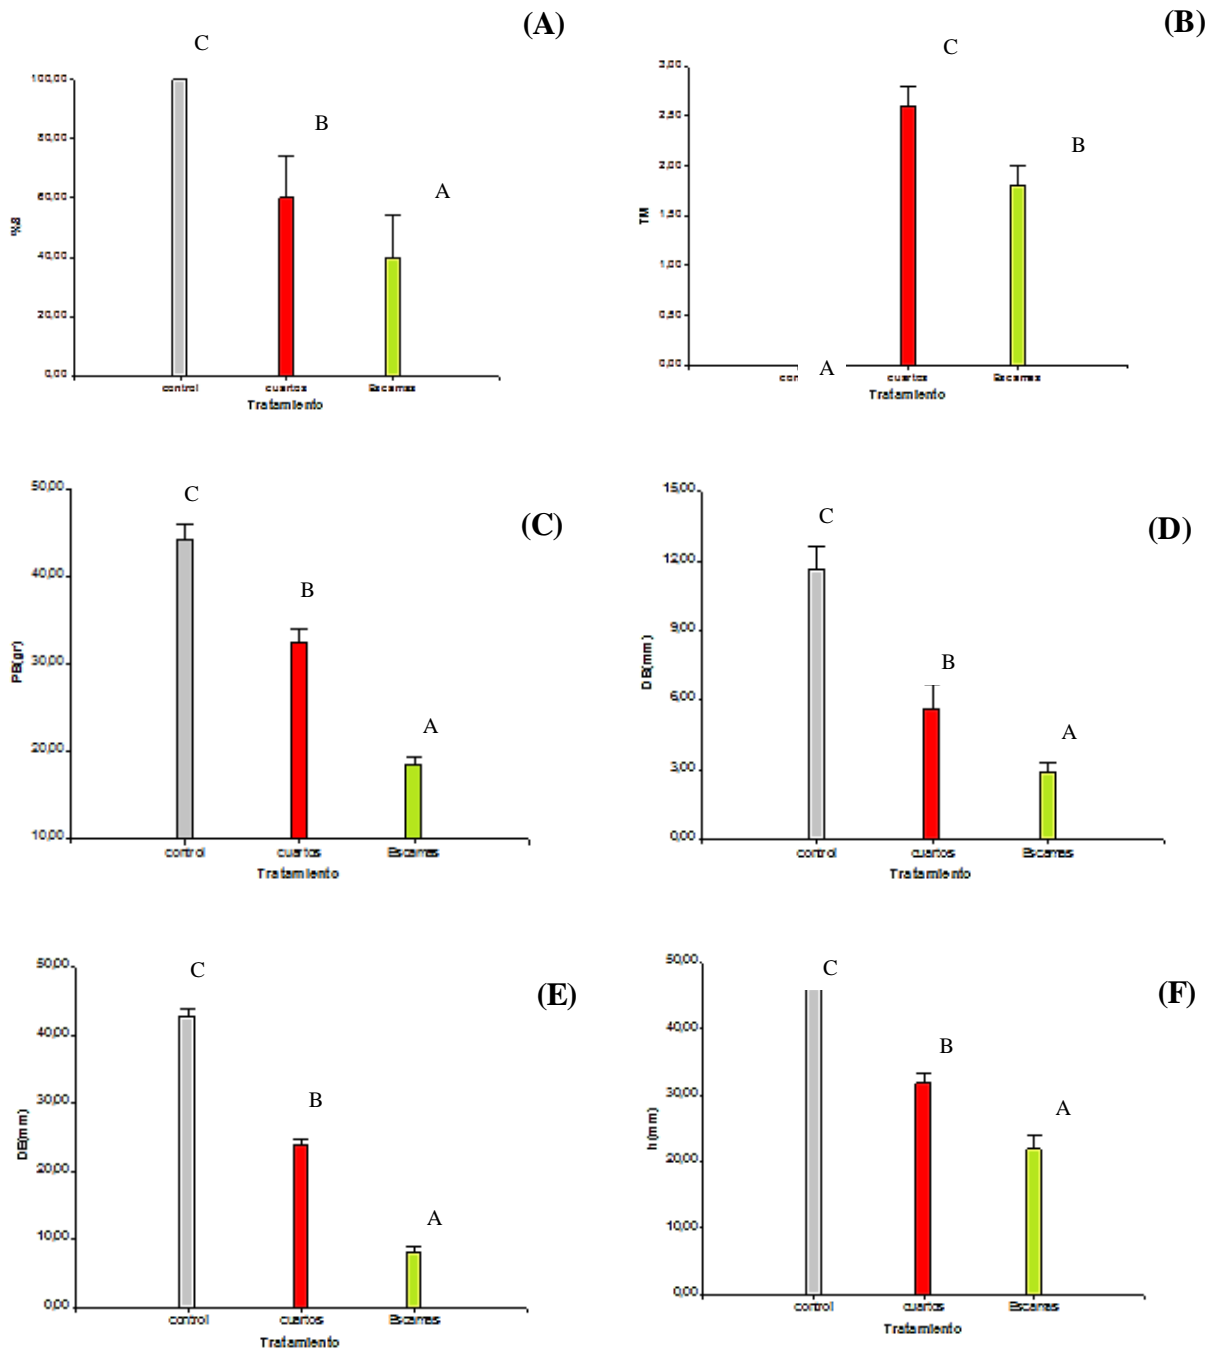 (A)
C
B
A
100,00
80,00
60,00
40,00
20,00
0,00
%S
control
cuartos
Escamas
Tratamiento
(B)
C
B
A
3,00
2,50
2,00
1,50
1,00
0,50
0,00
TM
con
cuartos
Escamas
Tratamiento
(C)
C
B
A
50,00
40,00
30,00
20,00
10,00
PB(gr)
control
cuartos
Escamas
Tratamiento
(D)
C
B
A
15,00
12,00
9,00
6,00
3,00
0,00
DB(mm)
control
cuartos
Escamas
Tratamiento
(E)
C
B
A
50,00
40,00
30,00
20,00
10,00
0,00
DE(mm)
control
cuartos
Escamas
Tratamiento
(F)
C
B
A
50,00
40,00
30,00
20,00
10,00
0,00
h(mm)
control
cuartos
Escamas
Tratamiento